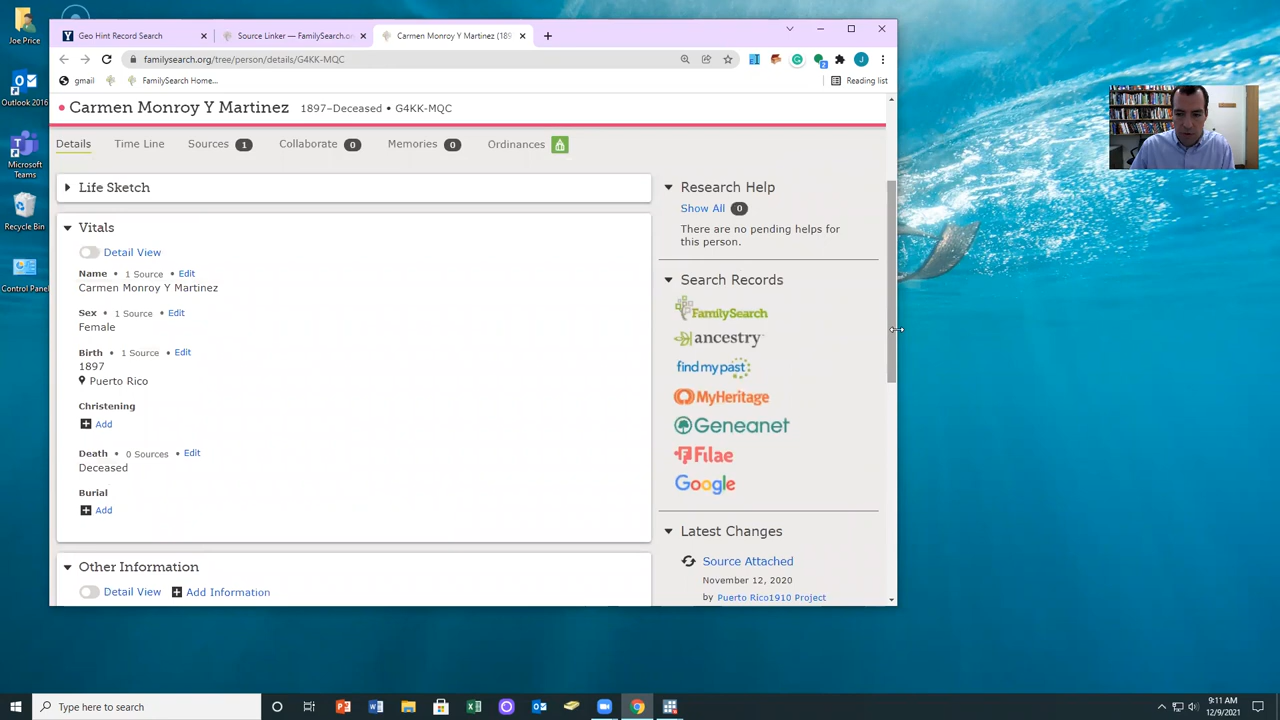 Joe Price
Outlook 2016
Microsoft
Teams
Recycle Bin
Control Panel
Geo Hint Record Search
Source Linker — FamilySearch.o
Carmen Monroy Y Martinez (189
familysearch.org/tree/person/details/G4KK-MQC
J
gmail
FamilySearch Home...
Reading list
Carmen Monroy Y Martinez 1897–Deceased • G4KK-MQC
Details Time Line Sources 1 Collaborate 0 Memories 0 Ordinances
Life Sketch
Vitals
Detail View
Name • 1 Source • Edit
Carmen Monroy Y Martinez
Sex • 1 Source • Edit
Female
Birth • 1 Source • Edit
1897
Puerto Rico
Christening
Add
Death • 0 Sources • Edit
Deceased
Burial
Add
Other Information
Detail View Add Information
Research Help
Show All 0
There are no pending helps for
this person.
Search Records
FamilySearch
ancestry
findmypast
MyHeritage
Geneanet
Filae
Google
Latest Changes
Source Attached
November 12, 2020
by Puerto Rico1910 Project
Type here to search
9:11 AM
12/9/2021